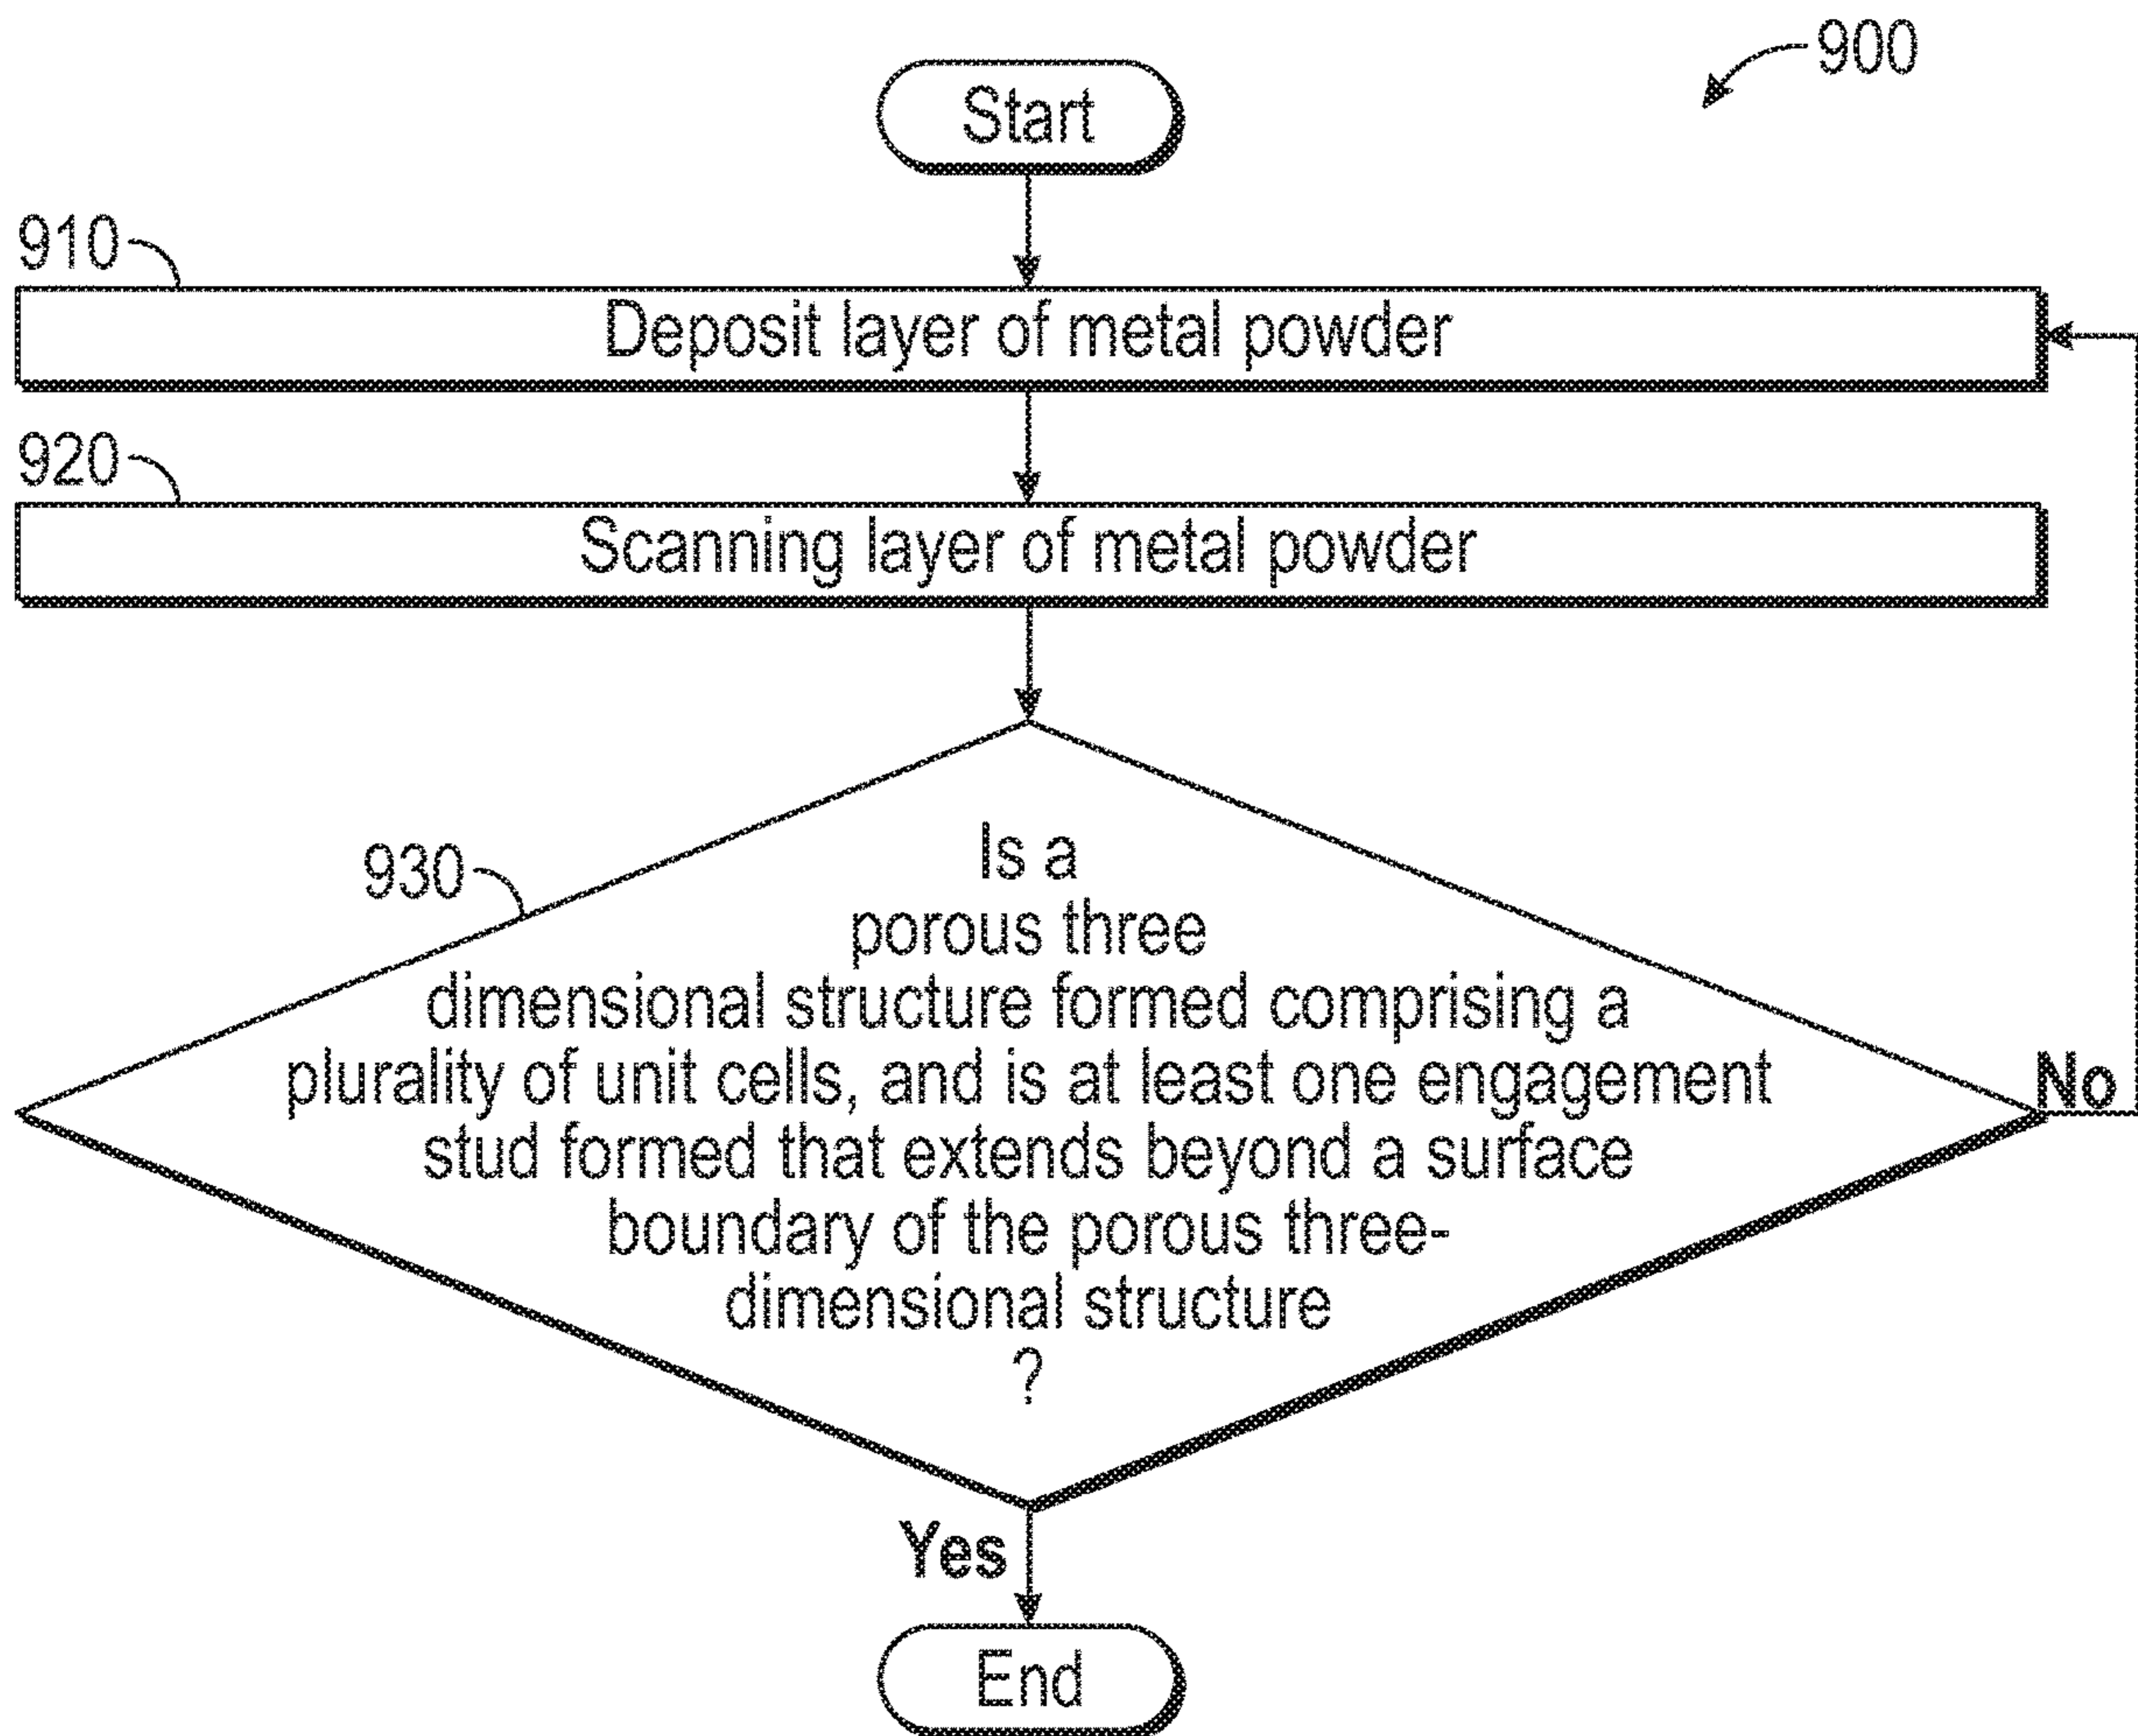 900
Start
910
Deposit layer of metal powder
920
Scanning layer of metal powder
930
Is a
porous three
dimensional structure formed comprising a
plurality of unit cells, and is at least one engagement
stud formed that extends beyond a surface
boundary of the porous three-
dimensional structure
?
No
Yes
End